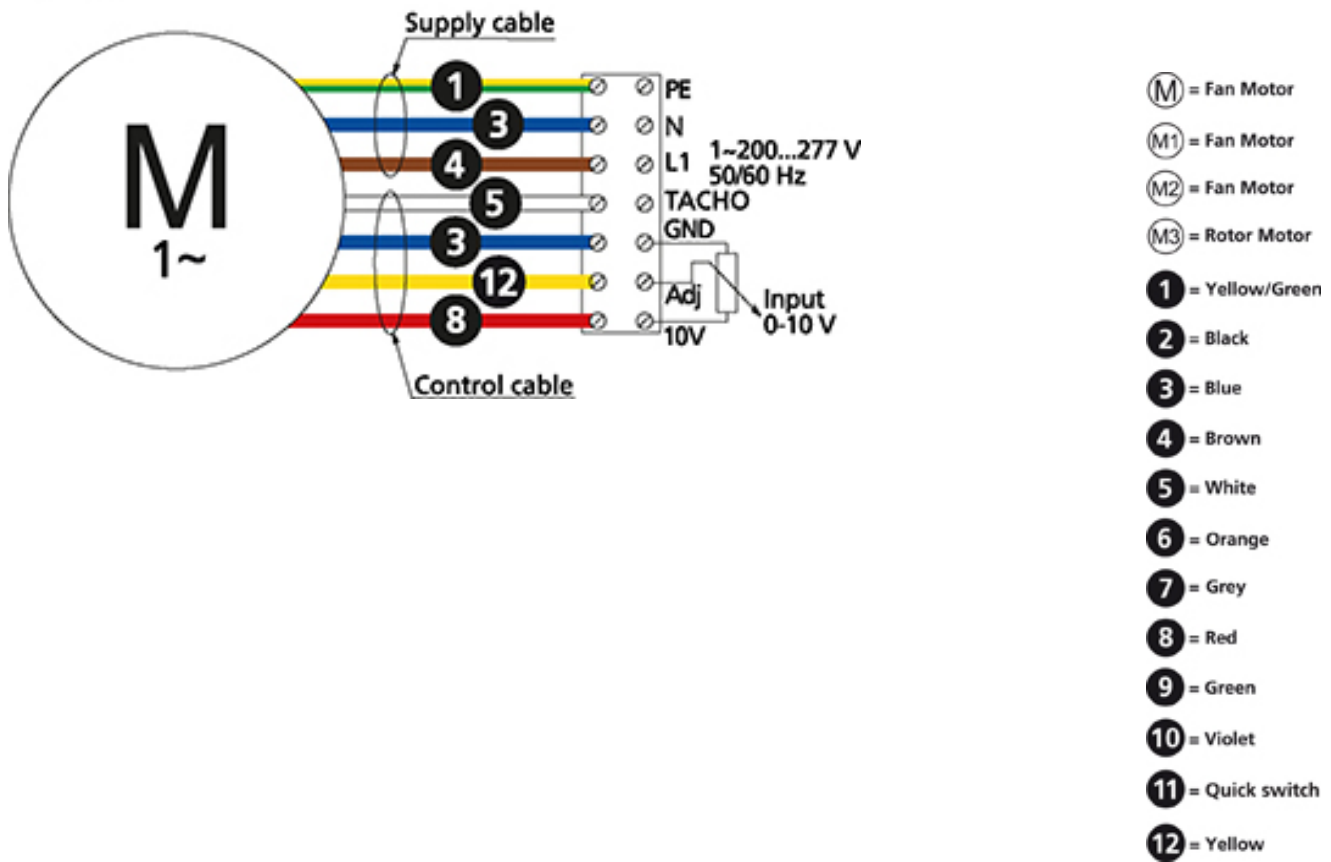 Supply cable
1
PE
3
N
4
L1
1~200...277 V
50/60 Hz
5
TACHO
3
GND
12
Adj
8
10V
Input
0-10 V
Control cable
M
1~
M = Fan Motor
M1 = Fan Motor
M2 = Fan Motor
M3 = Rotor Motor
1 = Yellow/Green
2 = Black
3 = Blue
4 = Brown
5 = White
6 = Orange
7 = Grey
8 = Red
9 = Green
10 = Violet
11 = Quick switch
12 = Yellow